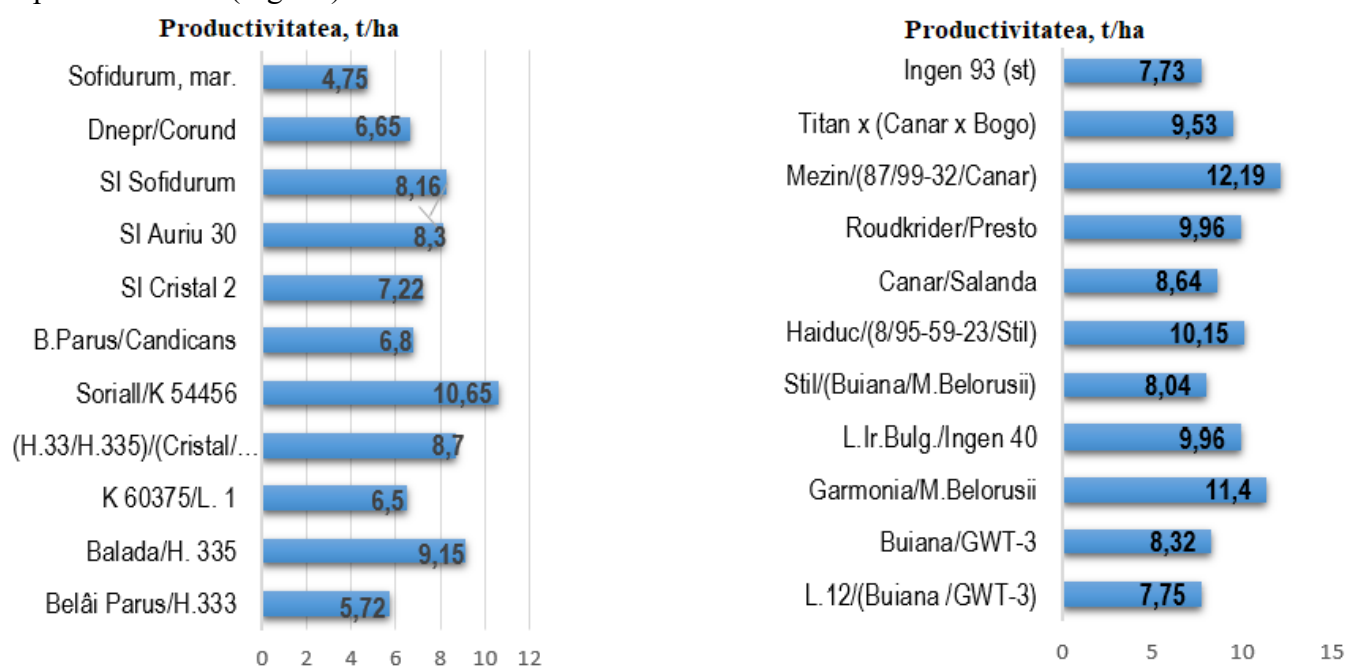 Productivitatea, t/ha
Sofidurum, mar. 4,75
Dnepr/Corund 6,65
SI Sofidurum 8,16
SI Auriu 30 8,3
SI Cristal 2 7,22
B.Parus/Candicans 6,8
Soriall/K 54456 10,65
(H.33/H.335)/(Cristal/... 8,7
K 60375/L. 1 6,5
Balada/H. 335 9,15
Belâi Parus/H.333 5,72
0 2 4 6 8 10 12
Productivitatea, t/ha
Ingen 93 (st) 7,73
Titan x (Canar x Bogo) 9,53
Mezin/(87/99-32/Canar) 12,19
Roudkrider/Presto 9,96
Canar/Salanda 8,64
Haiduc/(8/95-59-23/Stil) 10,15
Stil/(Buiana/M.Belorusii) 8,04
L.Ir.Bulg./Ingen 40 9,96
Garmonia/M.Belorusii 11,4
Buiana/GWT-3 8,32
L.12/(Buiana /GWT-3) 7,75
0 5 10 15